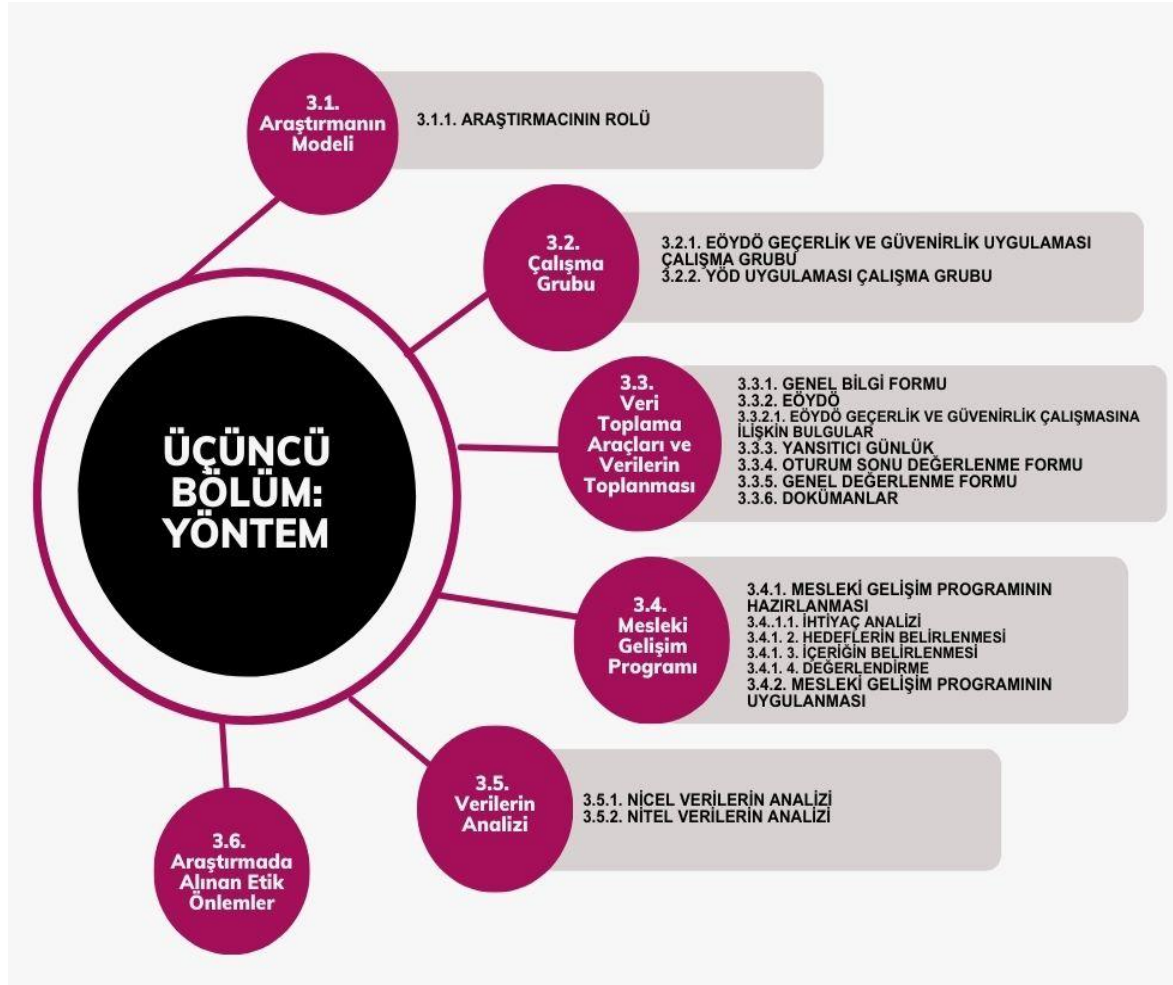 ÜÇÜNCÜ
BÖLÜM:
YÖNTEM
3.1.
Araştırmanın
Modeli
3.1.1. ARAŞTIRMACININ ROLÜ
3.2.
Çalışma
Grubu
3.2.1. EÖYDÖ GEÇERLİK VE GÜVENİRLİK UYGULAMASI
ÇALIŞMA GRUBU
3.2.2. YÖD UYGULAMASI ÇALIŞMA GRUBU
3.3.
Veri
Toplama
Araçları ve
Verilerin
Toplanması
3.3.1. GENEL BİLGİ FORMU
3.3.2. EÖYDÖ
3.3.2.1. EÖYDÖ GEÇERLİK VE GÜVENİRLİK ÇALIŞMASINA
İLİŞKİN BULGULAR
3.3.3. YANSITICI GÜNLÜK
3.3.4. OTURUM SONU DEĞERLENME FORMU
3.3.5. GENEL DEĞERLENME FORMU
3.3.6. DOKÜMANLAR
3.4.
Mesleki
Gelişim
Programı
3.4.1. MESLEKİ GELİŞİM PROGRAMININ
HAZIRLANMASI
3.4..1.1. İHTİYAÇ ANALİZİ
3.4.1. 2. HEDEFLERİN BELİRLENMESİ
3.4.1. 3. İÇERİĞİN BELİRLENMESİ
3.4.1. 4. DEĞERLENDİRME
3.4.2. MESLEKİ GELİŞİM PROGRAMININ
UYGULANMASI
3.5.
Verilerin
Analizi
3.5.1. NİCEL VERİLERİN ANALİZİ
3.5.2. NİTEL VERİLERİN ANALİZİ
3.6.
Araştırmada
Alınan Etik
Önlemler